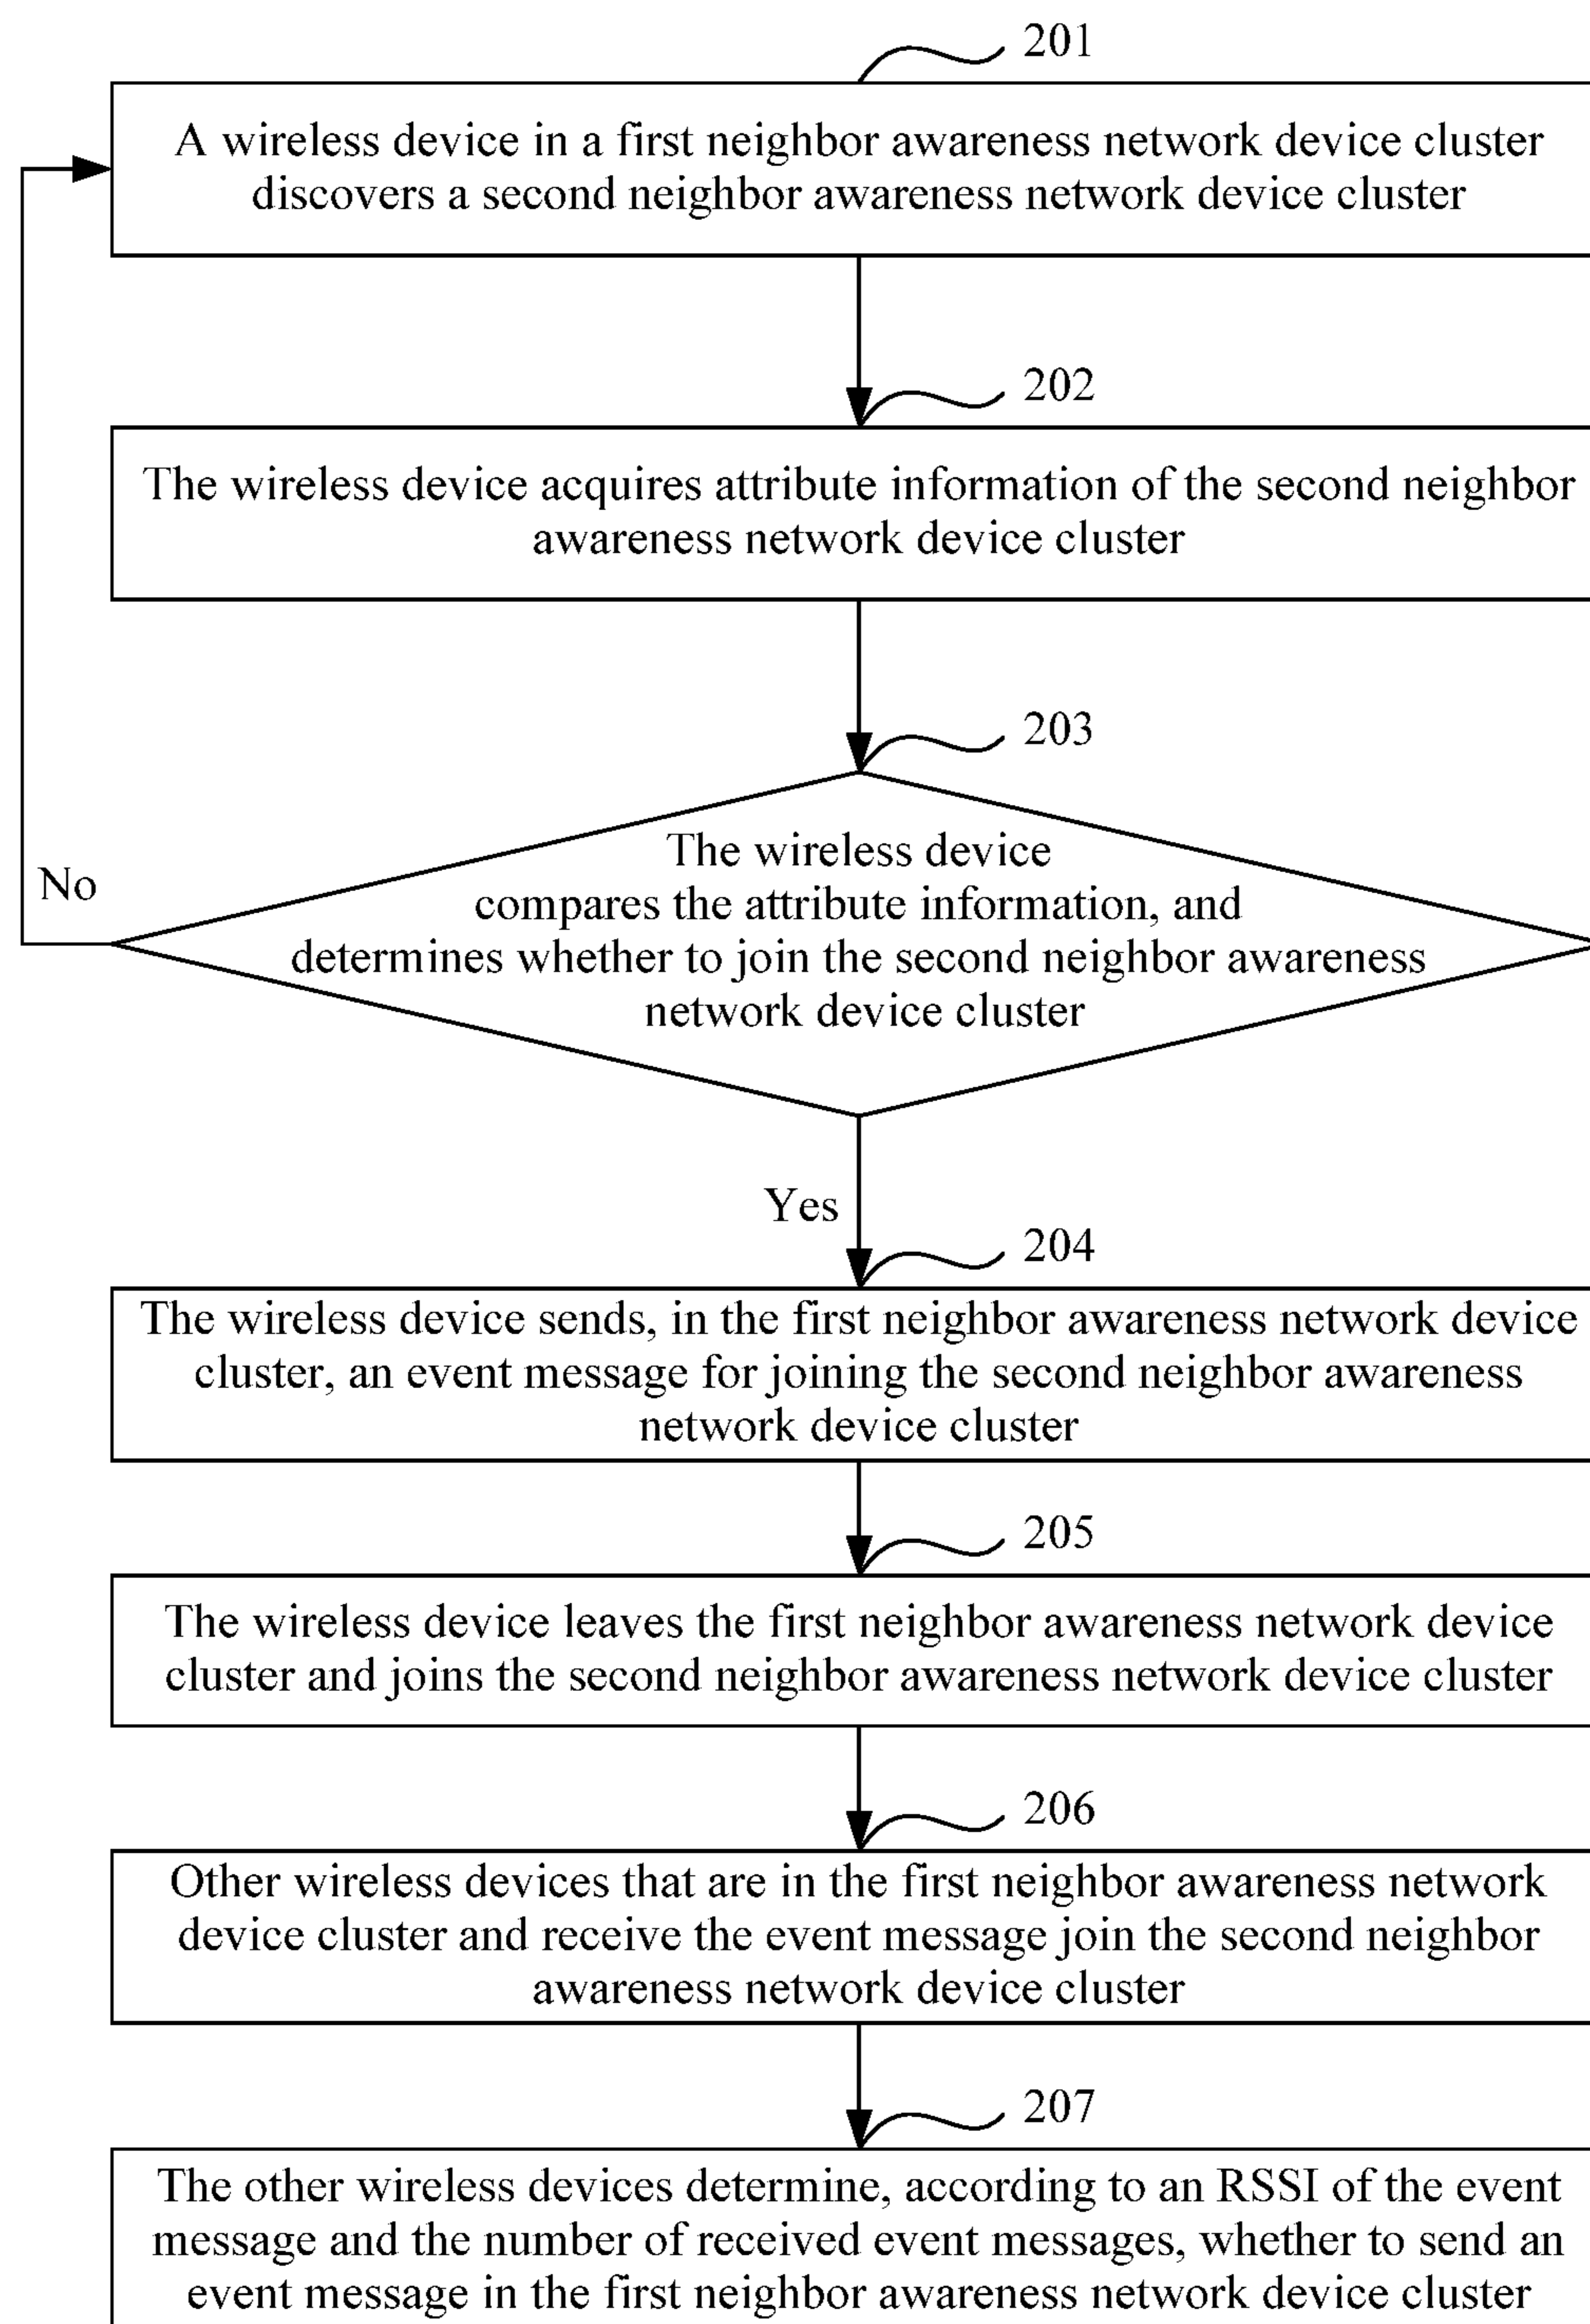 201
A wireless device in a first neighbor awareness network device cluster
discovers a second neighbor awareness network device cluster
202
The wireless device acquires attribute information of the second neighbor
awareness network device cluster
203
The wireless device
compares the attribute information, and
determines whether to join the second neighbor awareness
network device cluster
No
Yes
204
The wireless device sends, in the first neighbor awareness network device
cluster, an event message for joining the second neighbor awareness
network device cluster
205
The wireless device leaves the first neighbor awareness network device
cluster and joins the second neighbor awareness network device cluster
206
Other wireless devices that are in the first neighbor awareness network
device cluster and receive the event message join the second neighbor
awareness network device cluster
207
The other wireless devices determine, according to an RSSI of the event
message and the number of received event messages, whether to send an
event message in the first neighbor awareness network device cluster